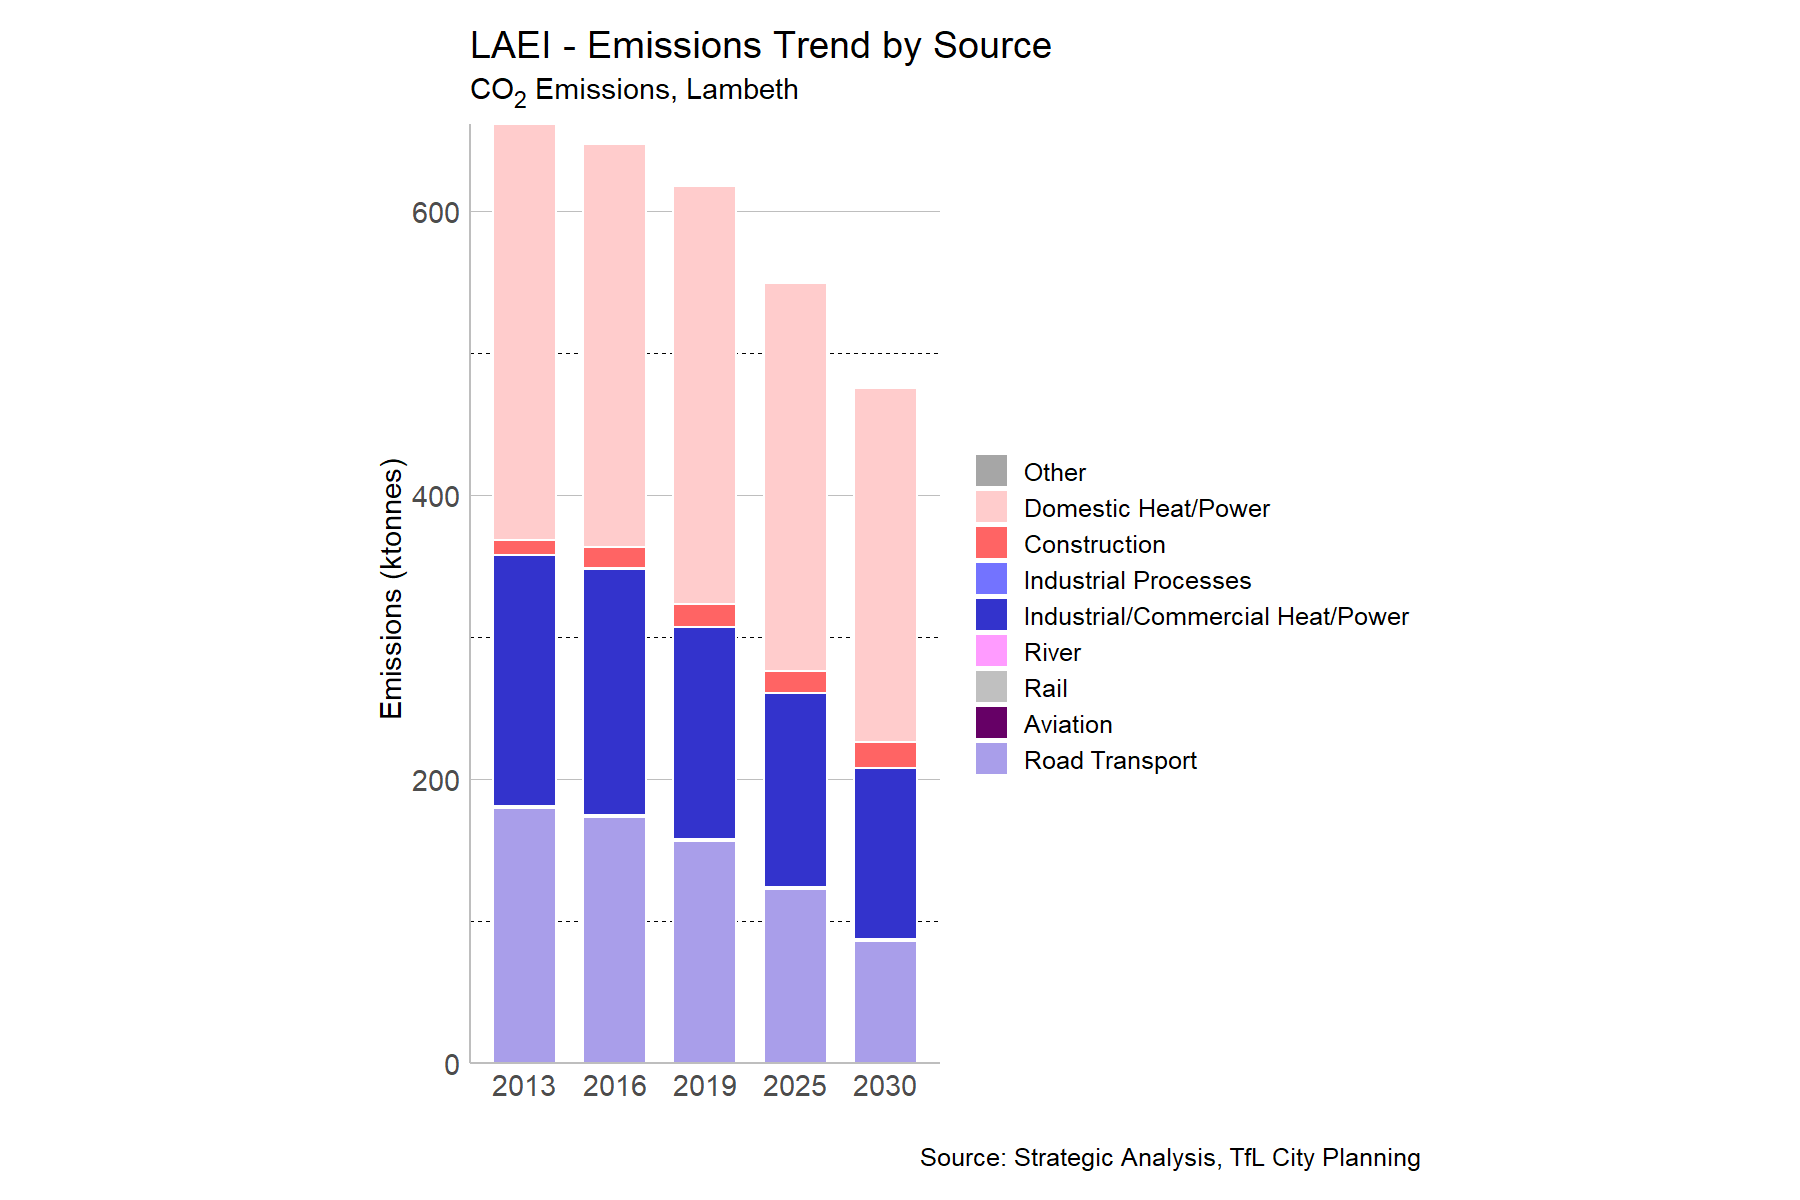 LAEI - Emissions Trend by Source
CO₂ Emissions, Lambeth
Emissions (ktonnes)
600
400
200
0
2013 2016 2019 2025 2030
Other
Domestic Heat/Power
Construction
Industrial Processes
Industrial/Commercial Heat/Power
River
Rail
Aviation
Road Transport
Source: Strategic Analysis, TfL City Planning